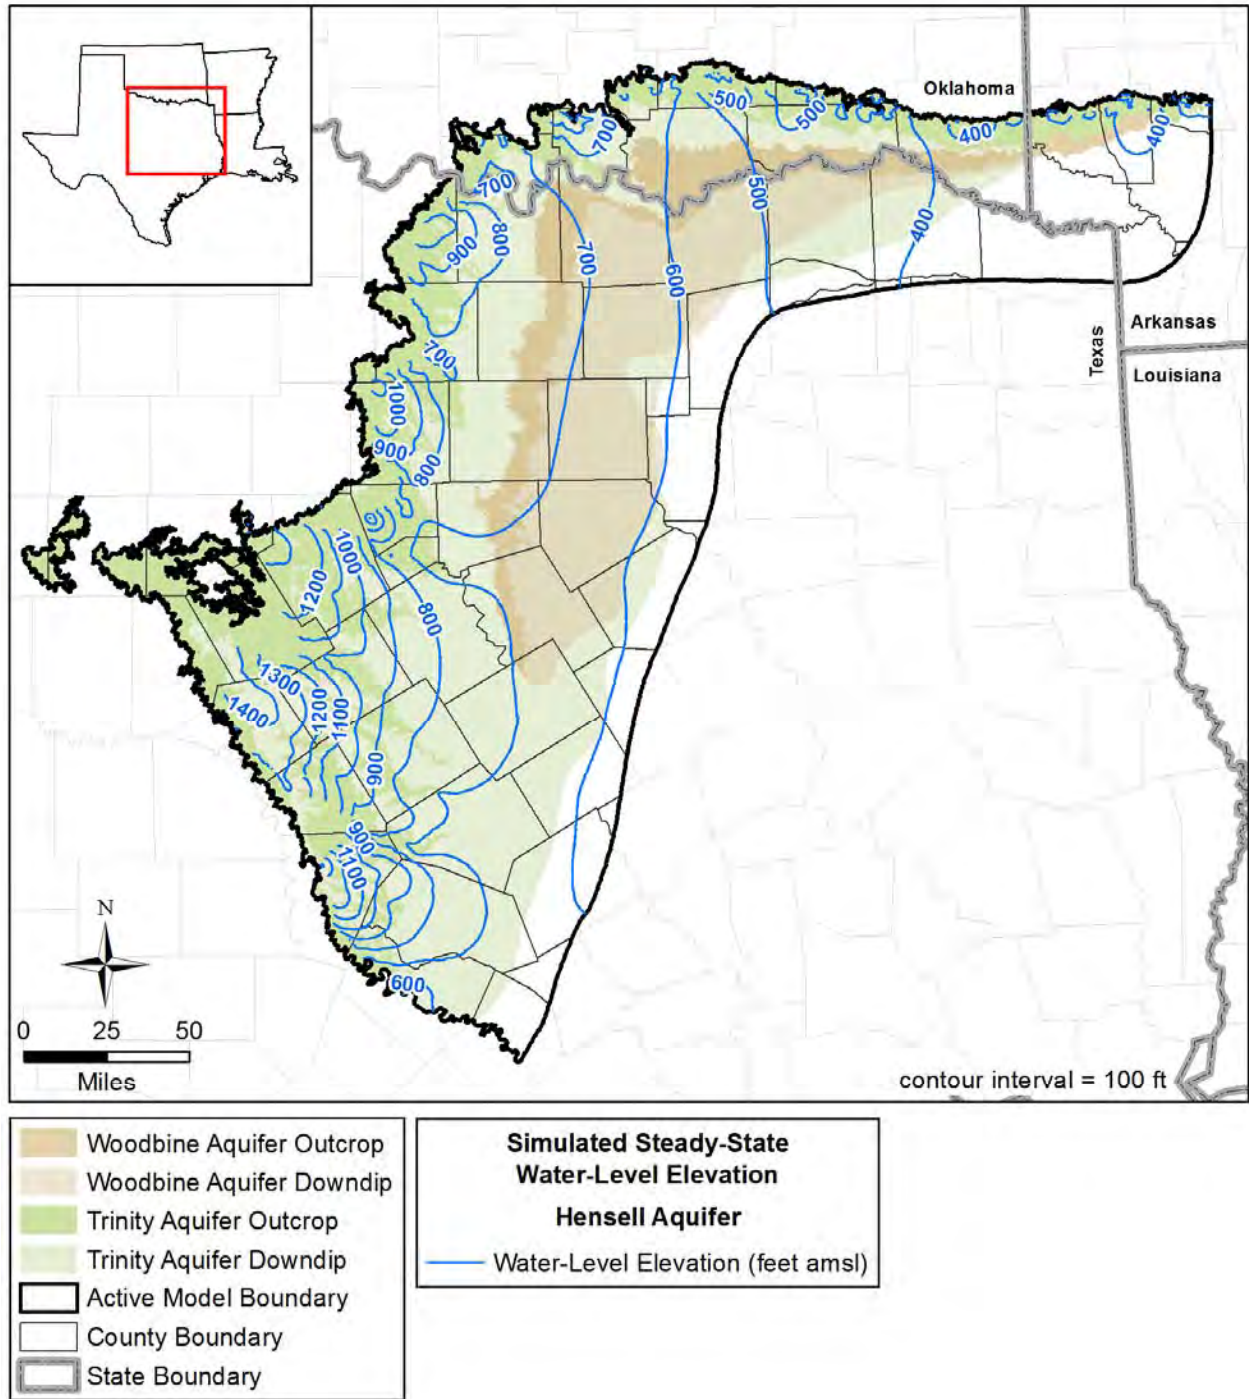 Oklahoma
500
500
700
400
400
700
500
900
800
700
600
400
Texas
Arkansas
Louisiana
700
1000
900
800
1000
1200
800
1300
1400
1200
1100
900
900
1100
600
N
0 25 50
Miles
contour interval = 100 ft
Woodbine Aquifer Outcrop
Woodbine Aquifer Downdip
Trinity Aquifer Outcrop
Trinity Aquifer Downdip
Active Model Boundary
County Boundary
State Boundary
Simulated Steady-State
Water-Level Elevation
Hensell Aquifer
Water-Level Elevation (feet amsl)